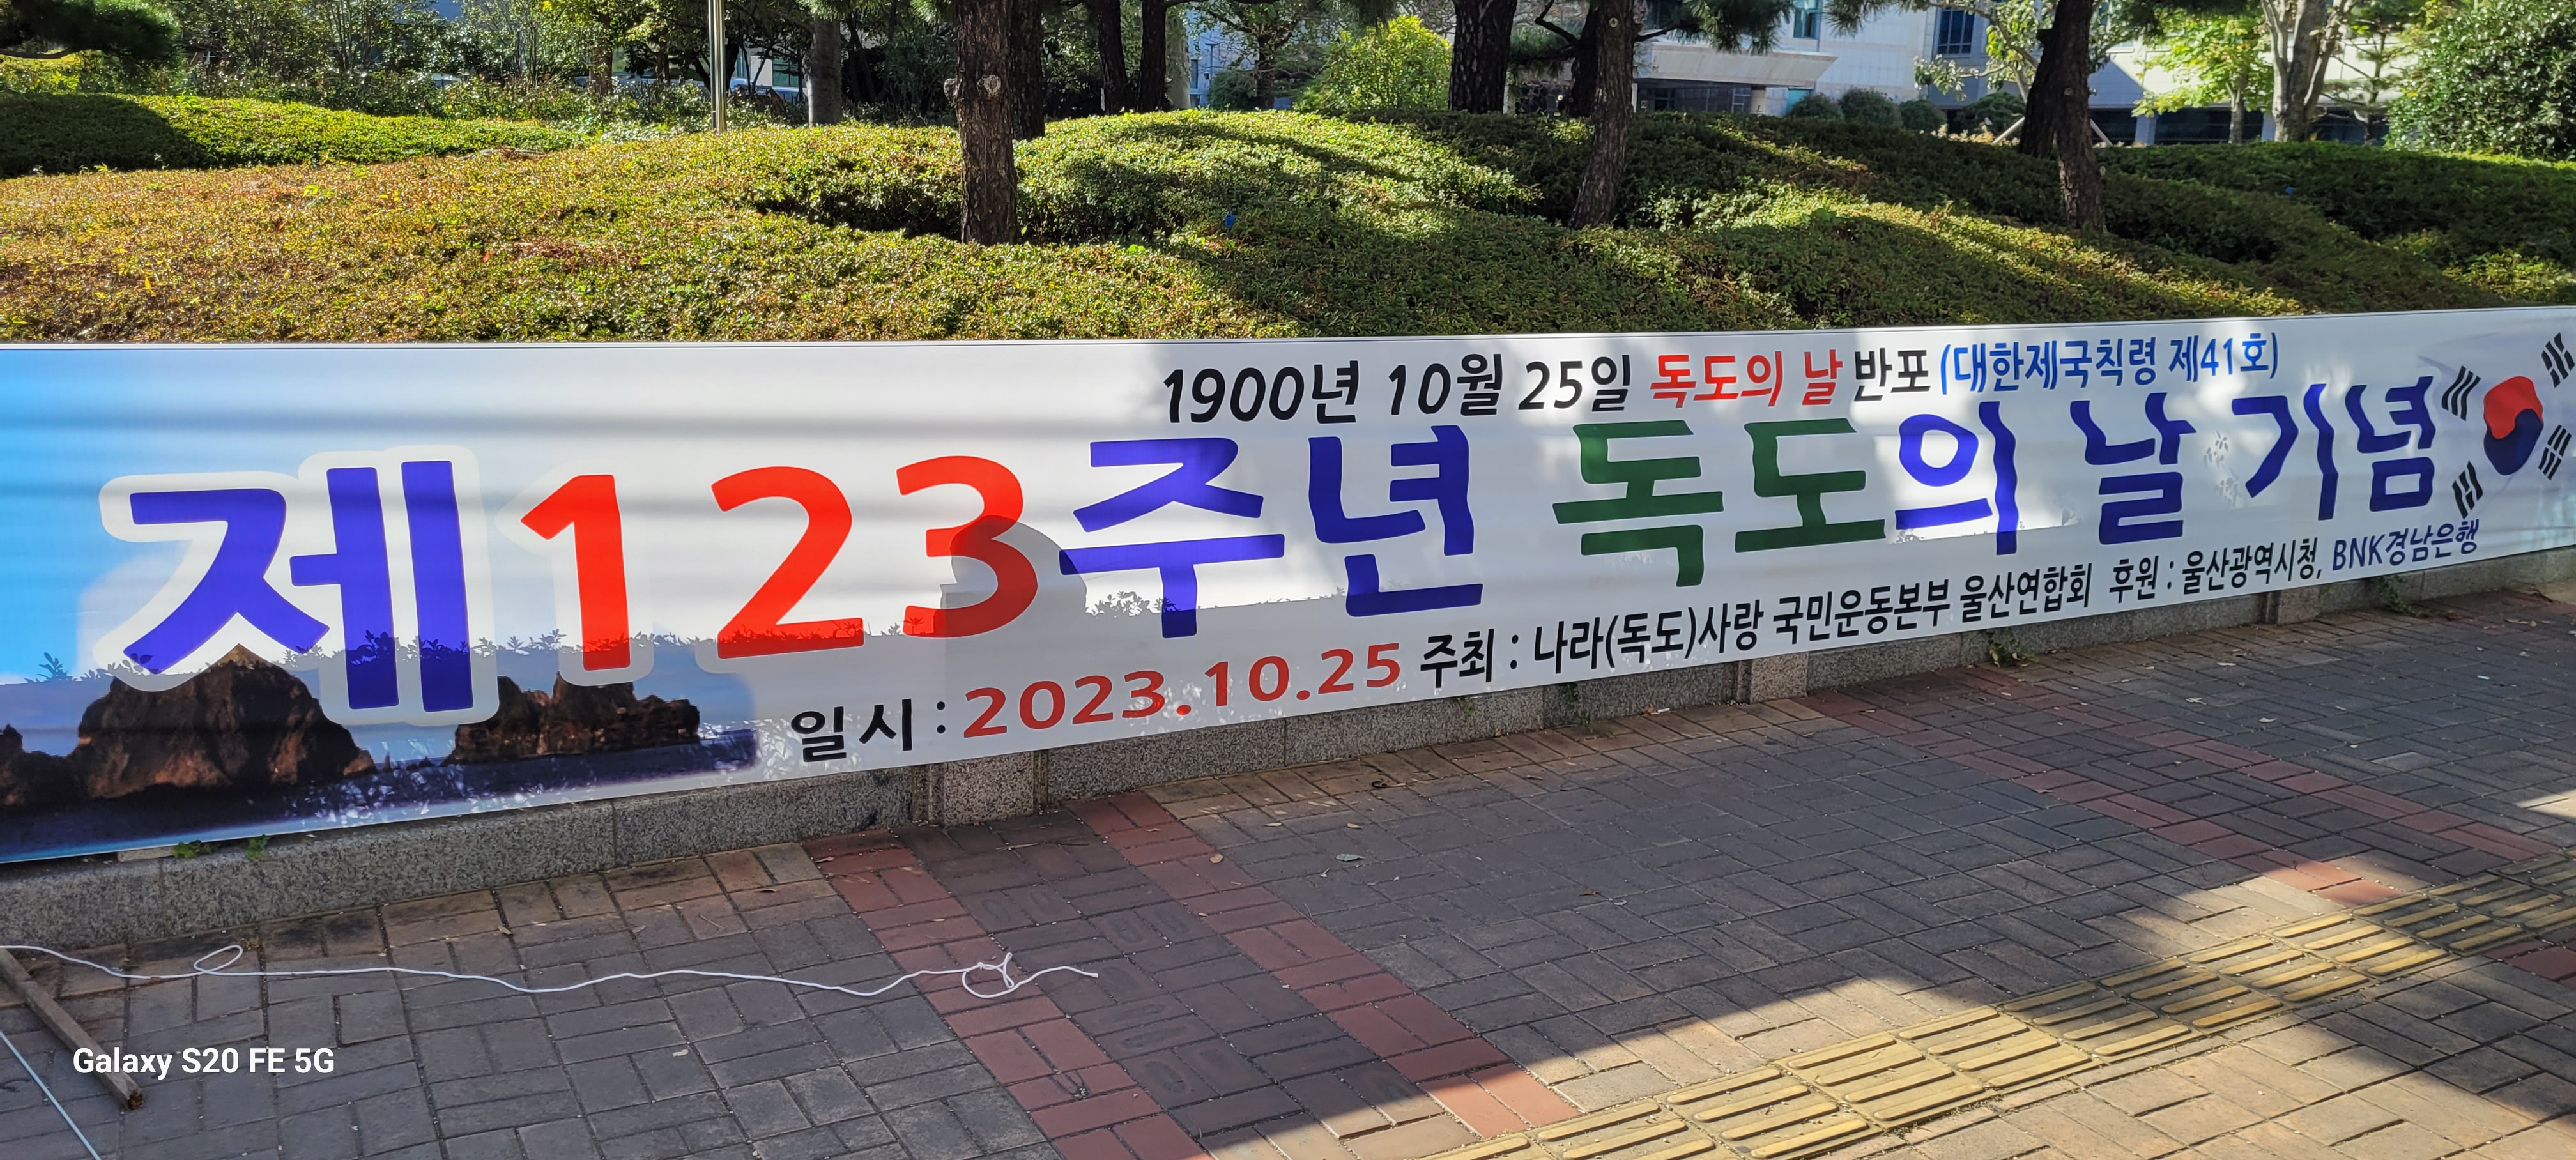 1900년 10월 25일 독도의 날 반포 (대한제국칙령 제41호)
제123주년 독도의 날 기념
일시 : 2023.10.25 주최 : 나라(독도)사랑 국민운동본부 울산연합회 후원 : 울산광역시청, BNK경남은행
Galaxy S20 FE 5G